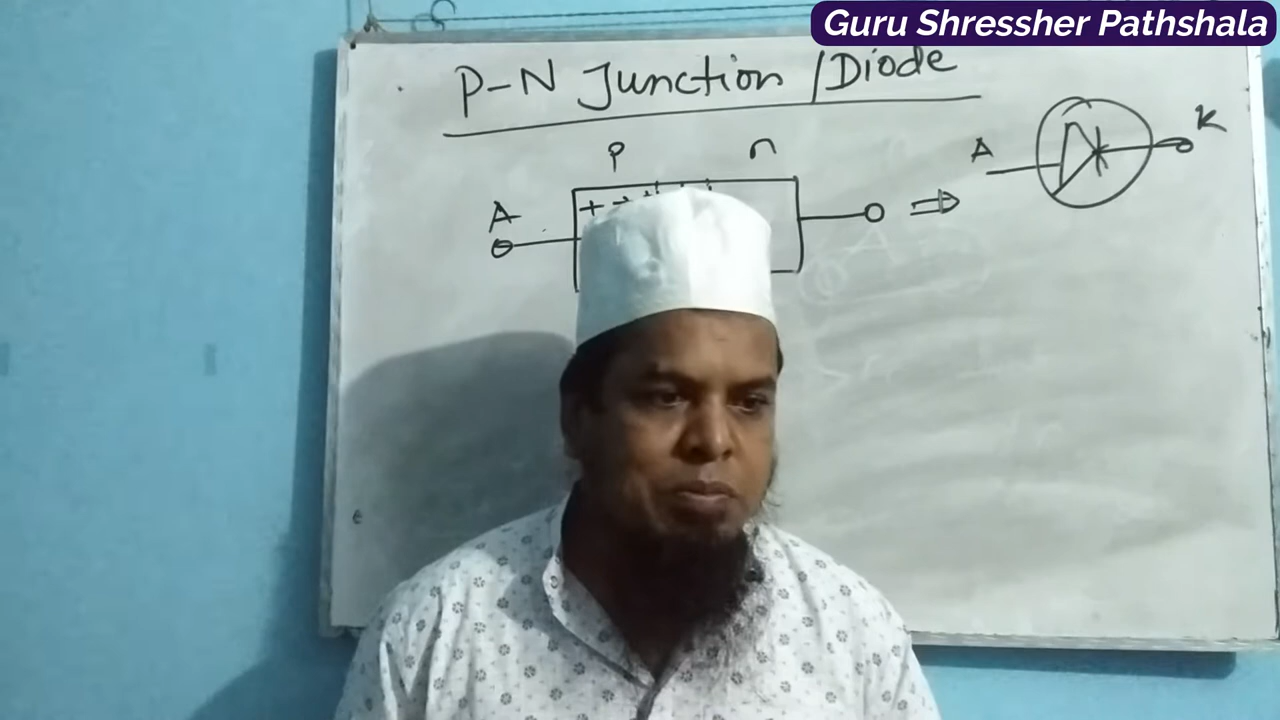 Guru Shressher Pathshala
P-N Junction /Diode
P n
A K
A
+ - +